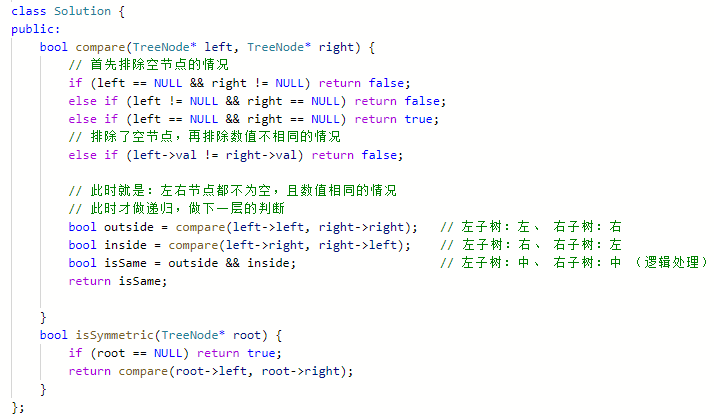 class Solution {
public:
    bool compare(TreeNode* left, TreeNode* right) {
        // 首先排除空节点的情况
        if (left == NULL && right != NULL) return false;
        else if (left != NULL && right == NULL) return false;
        else if (left == NULL && right == NULL) return true;
        // 排除了空节点，再排除数值不相同的情况
        else if (left->val != right->val) return false;

        // 此时就是：左右节点都不为空，且数值相同的情况
        // 此时才做递归，做下一层的判断
        bool outside = compare(left->left, right->right);   // 左子树：左、 右子树：右
        bool inside = compare(left->right, right->left);    // 左子树：右、 右子树：左
        bool isSame = outside && inside;                    // 左子树：中、 右子树：中 （逻辑处理）
        return isSame;

    }
    bool isSymmetric(TreeNode* root) {
        if (root == NULL) return true;
        return compare(root->left, root->right);
    }
};